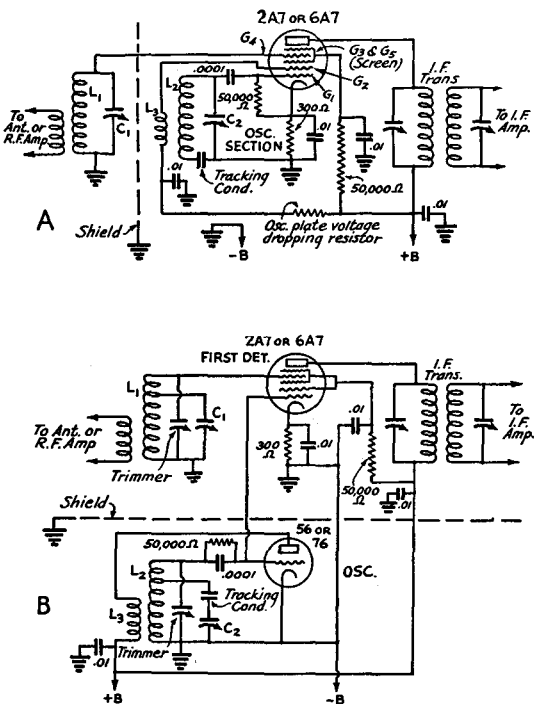 2A7 OR 6A7
G4
G3 & G5
(Screen)
G2
G1
I.F.
Trans.
.0001
L2
50,000
Ω
300
Ω
.01
L1
C1
L3
C2
OSC.
SECTION
To
Ant. or
R.F. Amp.
To I.F.
Amp.
.01
Tracking
Cond.
.01
50,000Ω
.01
A
Shield
-B
Osc. plate voltage
dropping resistor
+B
2A7 OR 6A7
FIRST DET.
L1
C1
I.F.
Trans.
.01
300
Ω
.01
To Ant. or
R.F. Amp
Trimmer
To
I.F.
Amp.
50,000
Ω
.01
Shield
56 OR
76
50,000Ω
.0001
L2
OSC.
B
L3
Tracking
Cond.
C2
Trimmer
.01
+B
-B